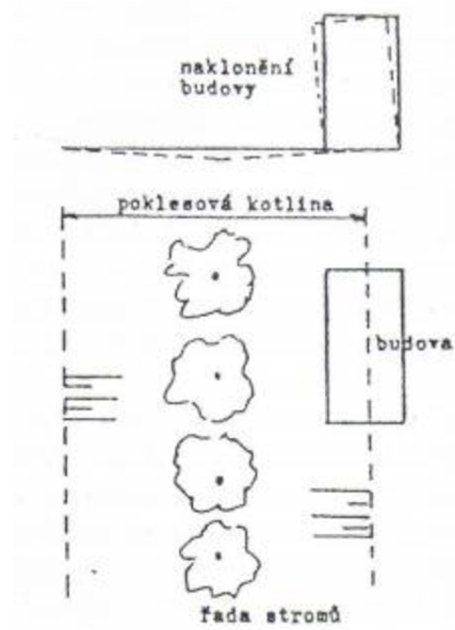 naklonění
budovy
poklesová kotlina
budova
řada stromů